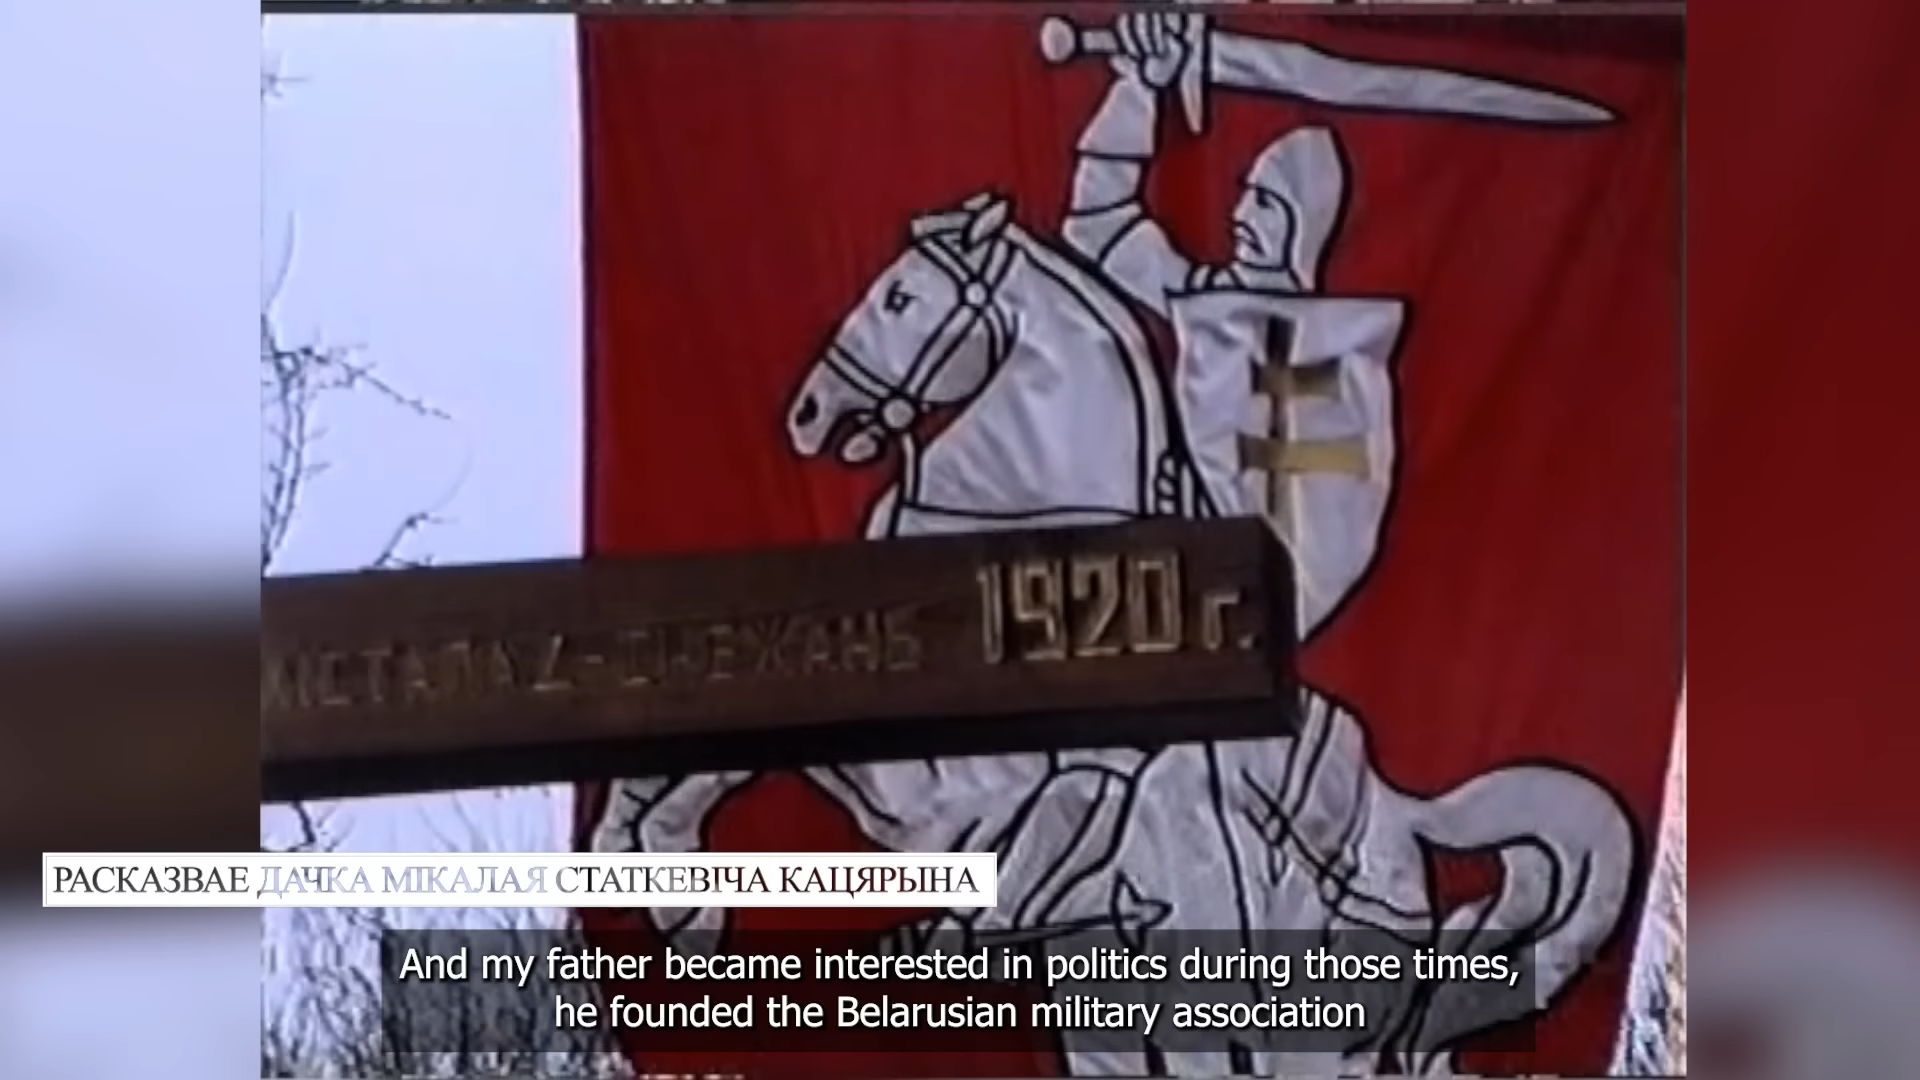 1920 г.
РАСКАЗВАЕ ДАЧКА МІКАЛАЯ СТАТКЕВІЧА КАЦЯРЫНА
And my father became interested in politics during those times,
he founded the Belarusian military association